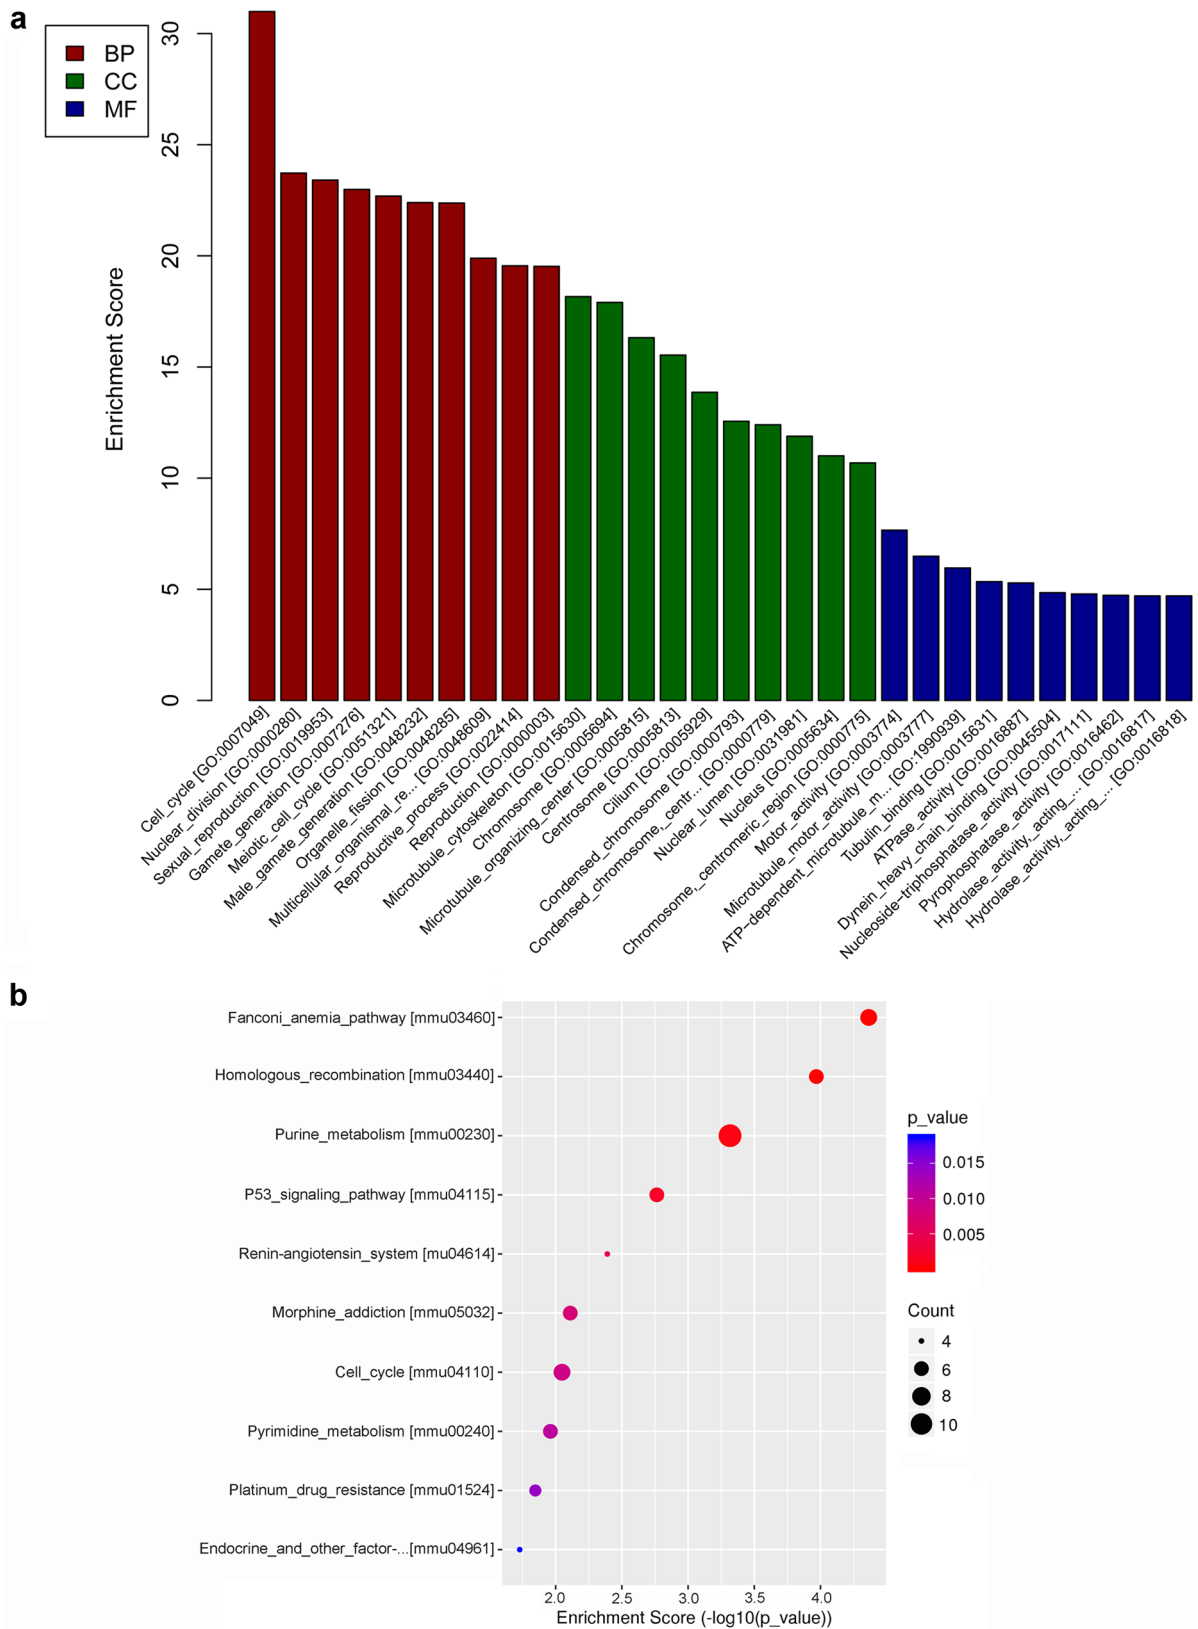 a
BP
CC
MF
Enrichment Score
30
25
20
15
10
5
0
Cell_cycle [GO:0007049]
Nuclear_division [GO:0000280]
Sexual_reproduction [GO:0019953]
Gamete_generation [GO:0007276]
Meiotic_cell_cycle [GO:0051321]
Male_gamete_generation [GO:0048232]
Organelle_fission [GO:0048285]
Multicellular_organismal_re... [GO:0048609]
Reproductive_process [GO:0022414]
Reproduction [GO:0000003]
Microtubule_cytoskeleton [GO:0015630]
Chromosome [GO:0005694]
Microtubule_organizing_center [GO:0005815]
Centrosome [GO:0005813]
Cilium [GO:0005929]
Condensed_chromosome [GO:0000793]
Condensed_chromosome,_centr... [GO:0000779]
Nuclear_lumen [GO:0031981]
Nucleus [GO:0005634]
Chromosome,_centromeric_region [GO:0000775]
Motor_activity [GO:0003774]
Microtubule_motor_activity [GO:0003777]
ATP-dependent_microtubule_m... [GO:1990939]
Tubulin_binding [GO:0015631]
ATPase_activity [GO:0016887]
Dynein_heavy_chain_binding [GO:0045504]
Nucleoside-triphosphatase_activity [GO:0017111]
Pyrophosphatase_activity [GO:0016462]
Hydrolase_activity,_acting_... [GO:0016817]
Hydrolase_activity,_acting_... [GO:0016818]
b
Fanconi_anemia_pathway [mmu03460]
Homologous_recombination [mmu03440]
Purine_metabolism [mmu00230]
P53_signaling_pathway [mmu04115]
Renin-angiotensin_system [mu04614]
Morphine_addiction [mmu05032]
Cell_cycle [mmu04110]
Pyrimidine_metabolism [mmu00240]
Platinum_drug_resistance [mmu01524]
Endocrine_and_other_factor-...[mmu04961]
2.0
2.5
3.0
3.5
4.0
Enrichment Score (-log10(p_value))
p_value
0.015
0.010
0.005
Count
4
6
8
10